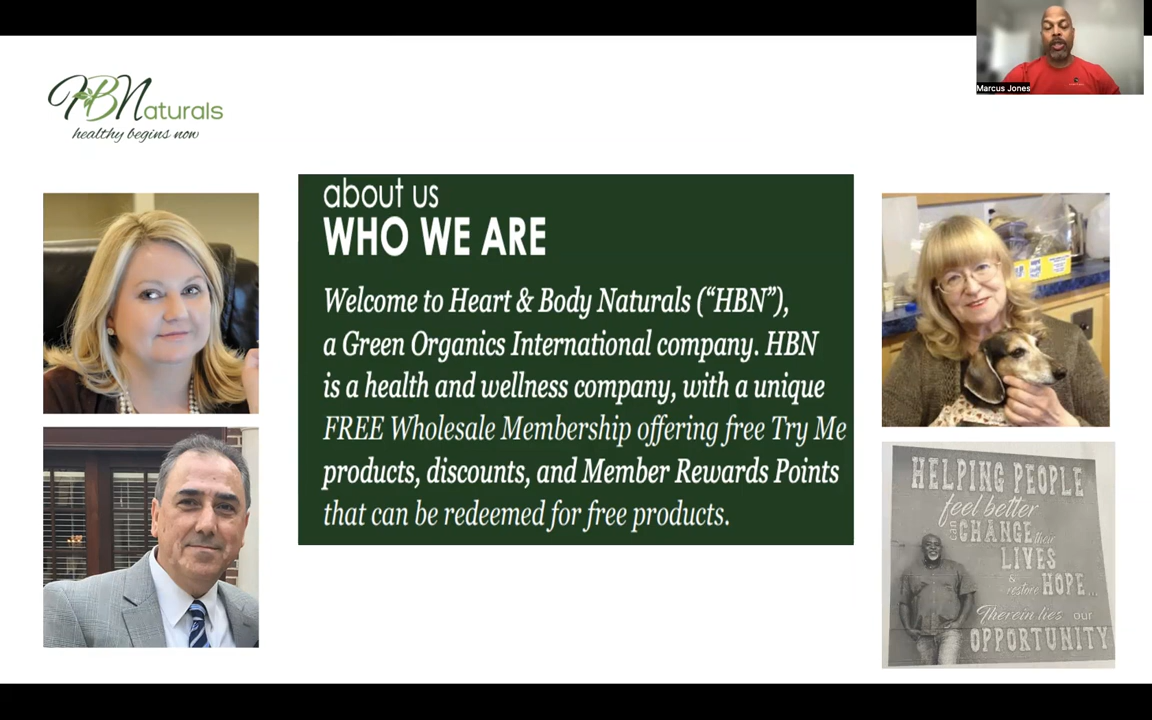 Marcus Jones
HBNaturals
healthy begins now
about us
WHO WE ARE
Welcome to Heart & Body Naturals (“HBN”),
a Green Organics International company. HBN
is a health and wellness company, with a unique
FREE Wholesale Membership offering free Try Me
products, discounts, and Member Rewards Points
that can be redeemed for free products.
HELPING PEOPLE
feel better
can CHANGE their
LIVES
& restore HOPE...
Therein lies our
OPPORTUNITY